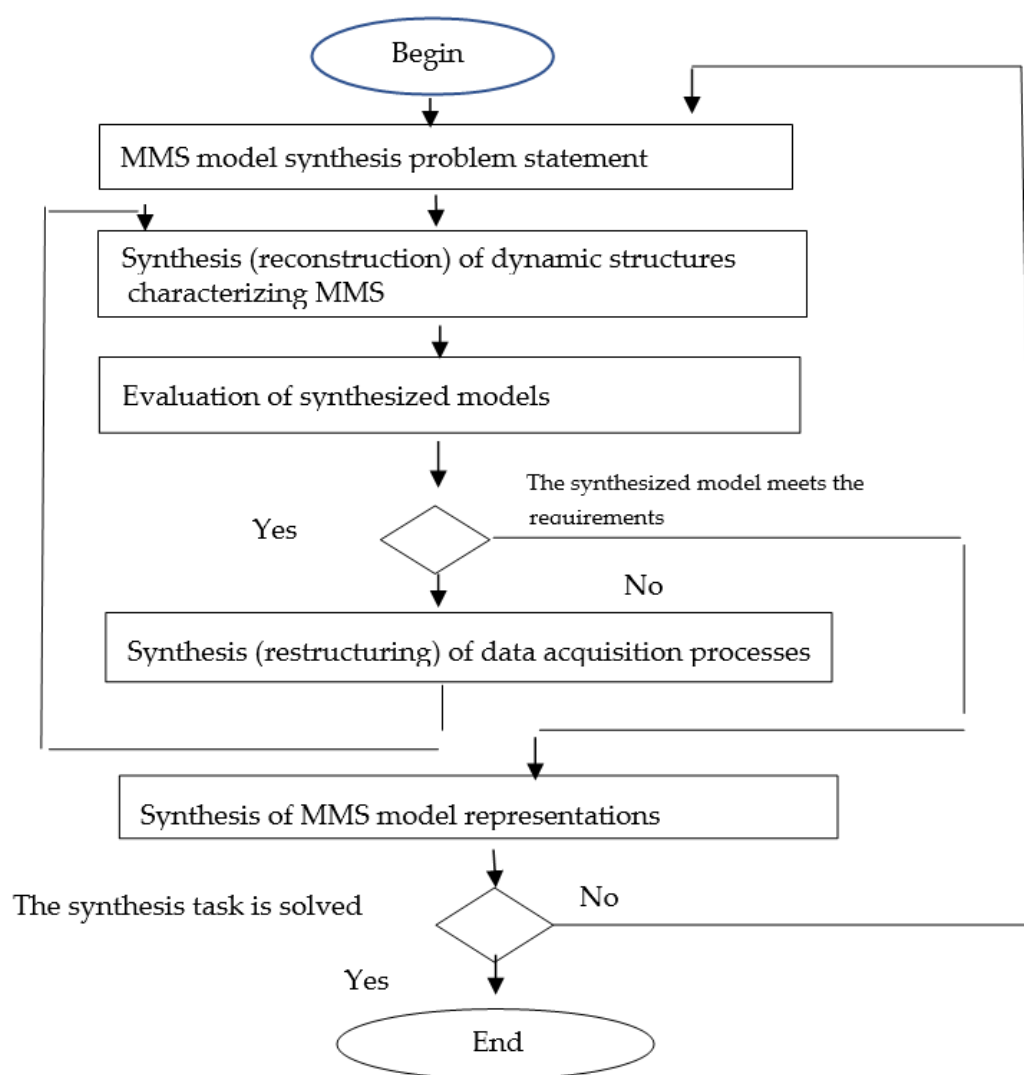 Begin
MMS model synthesis problem statement
Synthesis (reconstruction) of dynamic structures
characterizing MMS
Evaluation of synthesized models
The synthesized model meets the
requirements
Yes
No
Synthesis (restructuring) of data acquisition processes
Synthesis of MMS model representations
The synthesis task is solved
No
Yes
End